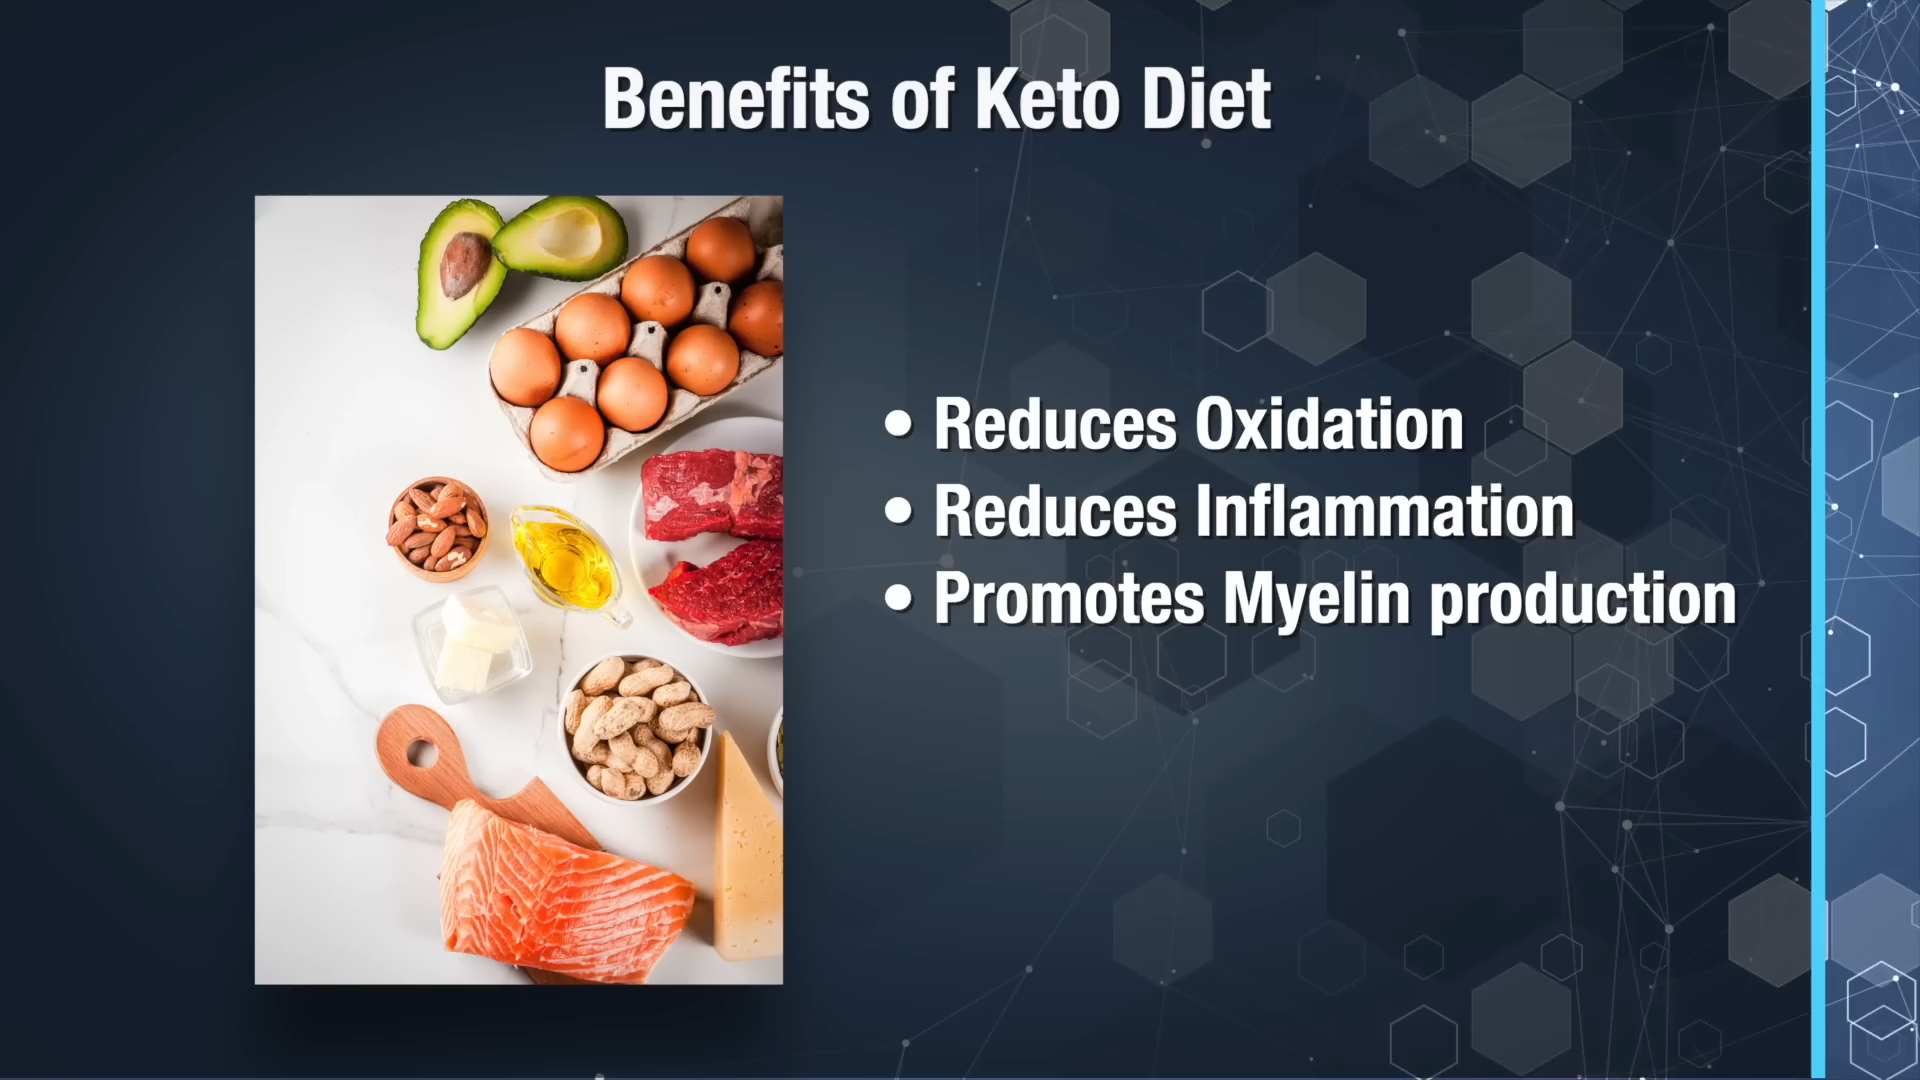 Benefits of Keto Diet
• Reduces Oxidation
• Reduces Inflammation
• Promotes Myelin production